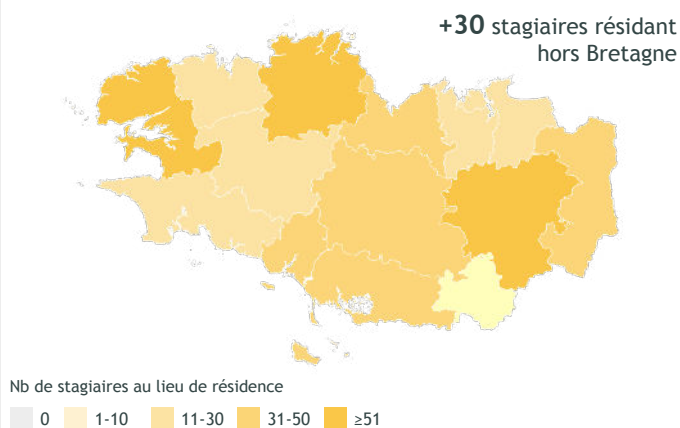 +30 stagiaires résidant
hors Bretagne
Nb de stagiaires au lieu de résidence
0 1-10 11-30 31-50 ≥51